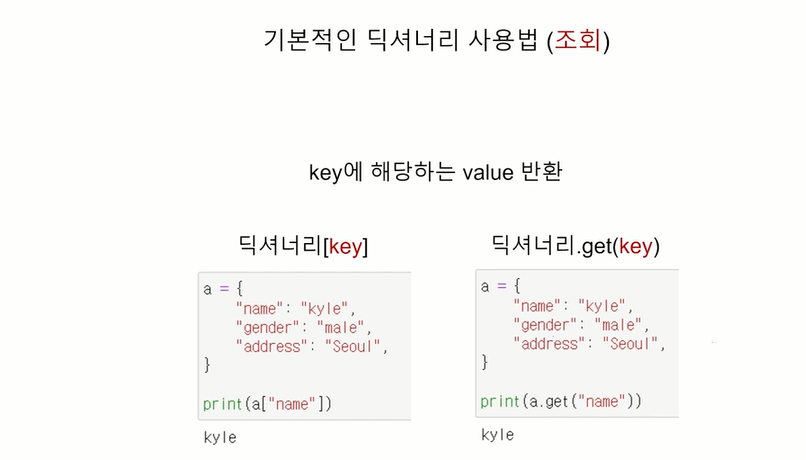 기본적인 딕셔너리 사용법 (조회)
key에 해당하는 value 반환
딕셔너리[key]
a = {
"name": "kyle",
"gender": "male",
"address": "Seoul",
}
print(a["name"])
kyle
딕셔너리.get(key)
a = {
"name": "kyle",
"gender": "male",
"address": "Seoul",
}
print(a.get("name"))
kyle